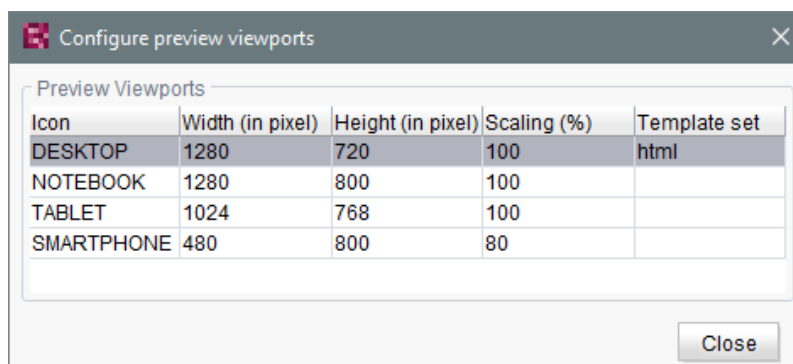 Configure preview viewports
Preview Viewports
Icon Width (in pixel) Height (in pixel) Scaling (%) Template set
DESKTOP 1280 720 100 html
NOTEBOOK 1280 800 100
TABLET 1024 768 100
SMARTPHONE 480 800 80
Close